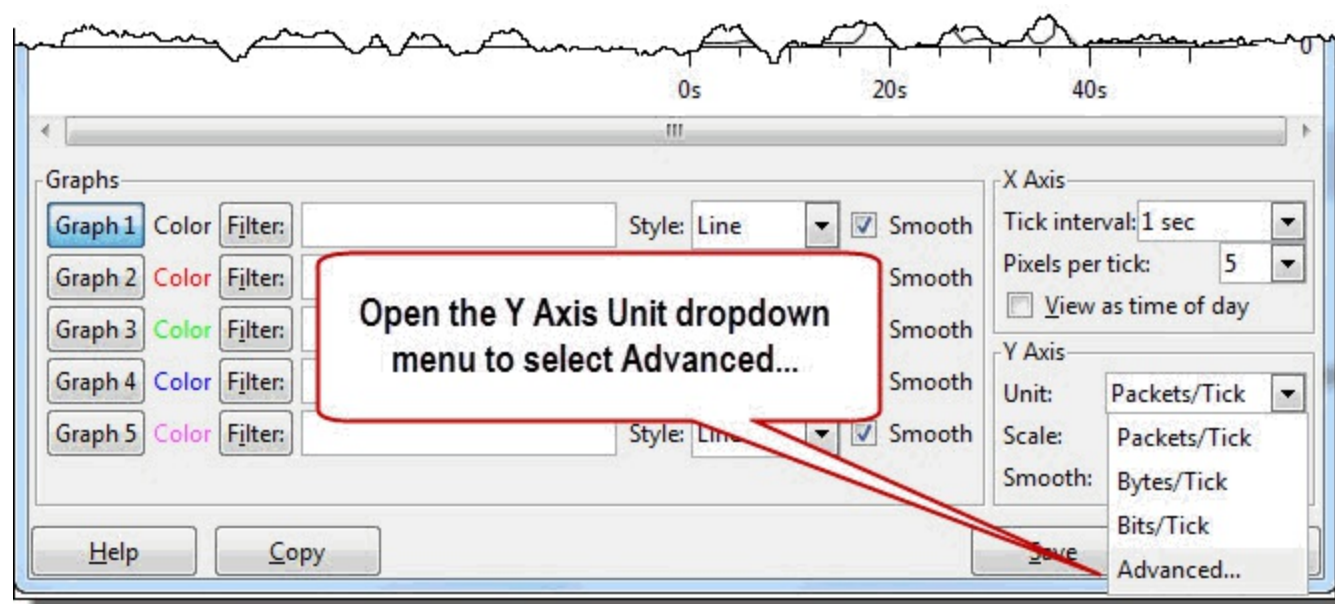 0
0s 20s 40s
Graphs
Graph 1 Color Filter: Style: Line Smooth
Graph 2 Color Filter: Smooth
Graph 3 Color Filter: Smooth
Graph 4 Color Filter: Smooth
Graph 5 Color Filter: Style: Line Smooth
Open the Y Axis Unit dropdown
menu to select Advanced...
X Axis
Tick interval: 1 sec
Pixels per tick: 5
View as time of day
Y Axis
Unit: Packets/Tick
Scale: Packets/Tick
Smooth: Bytes/Tick
Bits/Tick
Advanced...
Help Copy Save